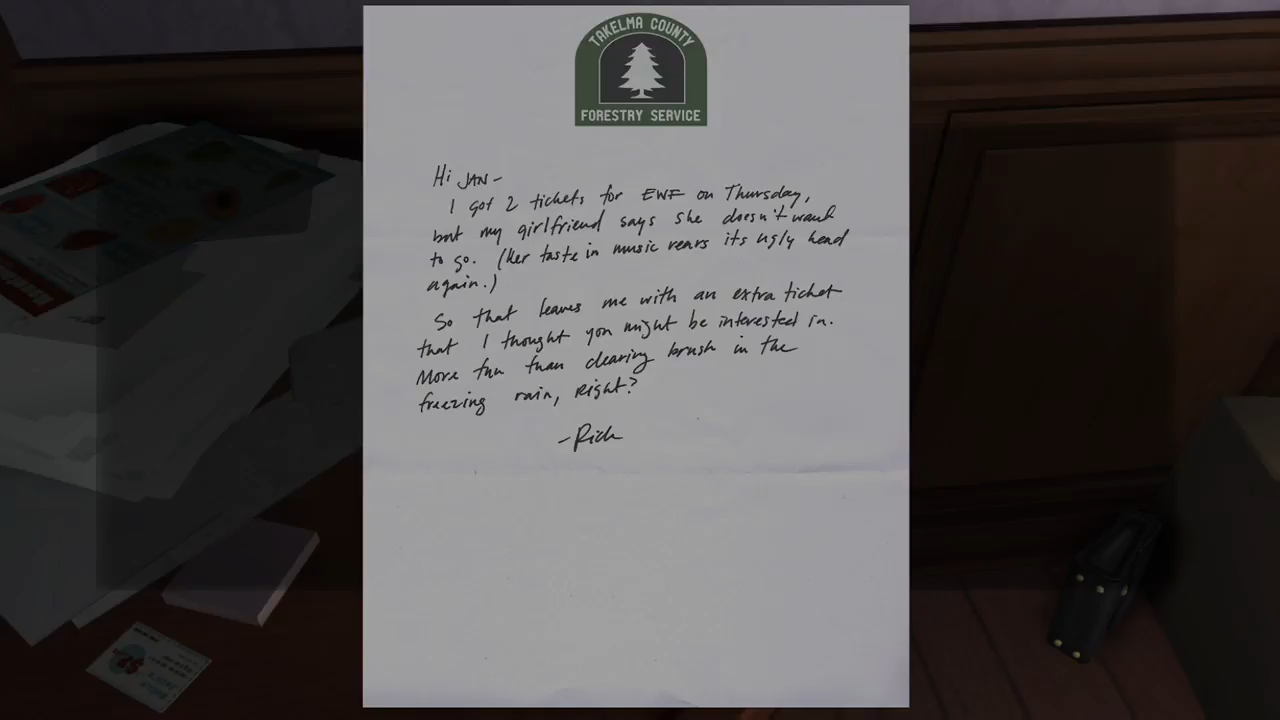 TAKELMA COUNTY
FORESTRY SERVICE
Hi JAN-
I got 2 tickets for EWF on Thursday,
but my girlfriend says she doesn't want
to go. (Her taste in music rears its ugly head
again.)
So that leaves me with an extra ticket
that I thought you might be interested in.
More fun than clearing brush in the
freezing rain, right?
-Rich